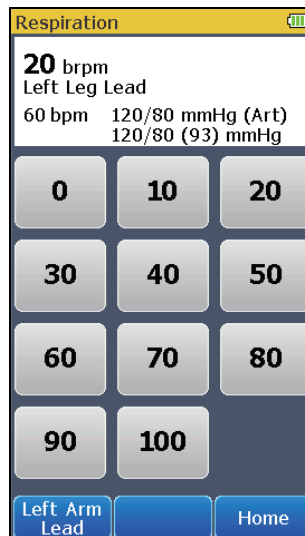 Respiration
20 brpm
Left Leg Lead
60 bpm 120/80 mmHg (Art)
120/80 (93) mmHg
0 10 20
30 40 50
60 70 80
90 100
Left Arm
Lead
Home